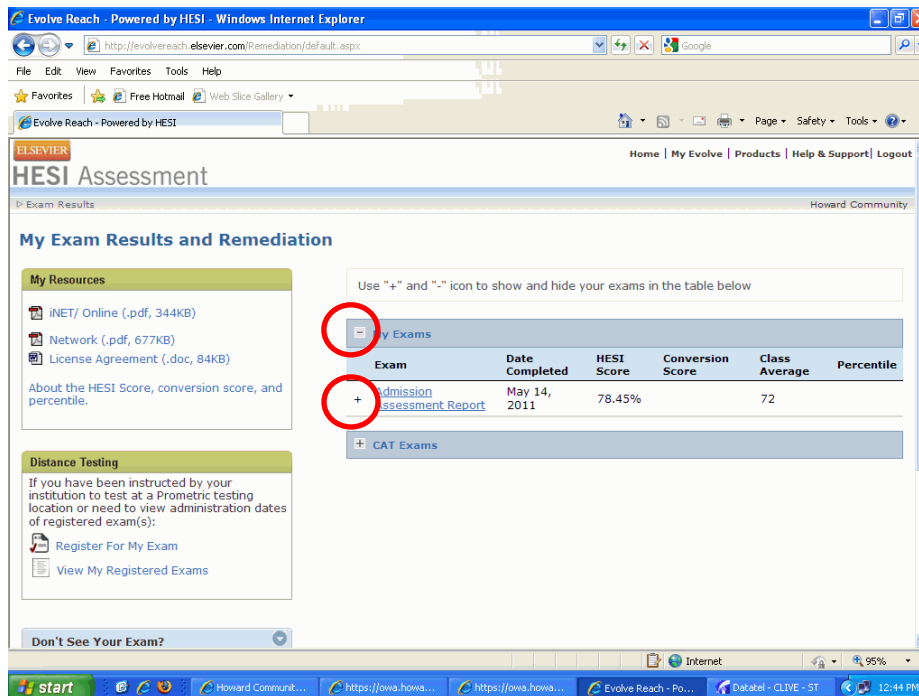 Evolve Reach - Powered by HESI - Windows Internet Explorer
http://evolvereach.elsevier.com/Remediation/default.aspx
Google
File Edit View Favorites Tools Help
Favorites Free Hotmail Web Slice Gallery
Evolve Reach - Powered by HESI
Page Safety Tools
ELSEVIER
Home | My Evolve | Products | Help & Support | Logout
HESI Assessment
Exam Results
Howard Community
My Exam Results and Remediation
My Resources
iNET/ Online (.pdf, 344KB)
Network (.pdf, 677KB)
License Agreement (.doc, 84KB)
About the HESI Score, conversion score, and
percentile.
Distance Testing
If you have been instructed by your
institution to test at a Prometric testing
location or need to view administration dates
of registered exam(s):
Register For My Exam
View My Registered Exams
Don't See Your Exam?
Use "+" and "-" icon to show and hide your exams in the table below
- My Exams
Exam Date Completed HESI Score Conversion Score Class Average Percentile
+ Admission Assessment Report May 14, 2011 78.45% 72
+ CAT Exams
Internet 95%
start Howard Communit... https://owa.howa... https://owa.howa... Evolve Reach - Po... Datatel - CLIVE - ST 12:44 PM